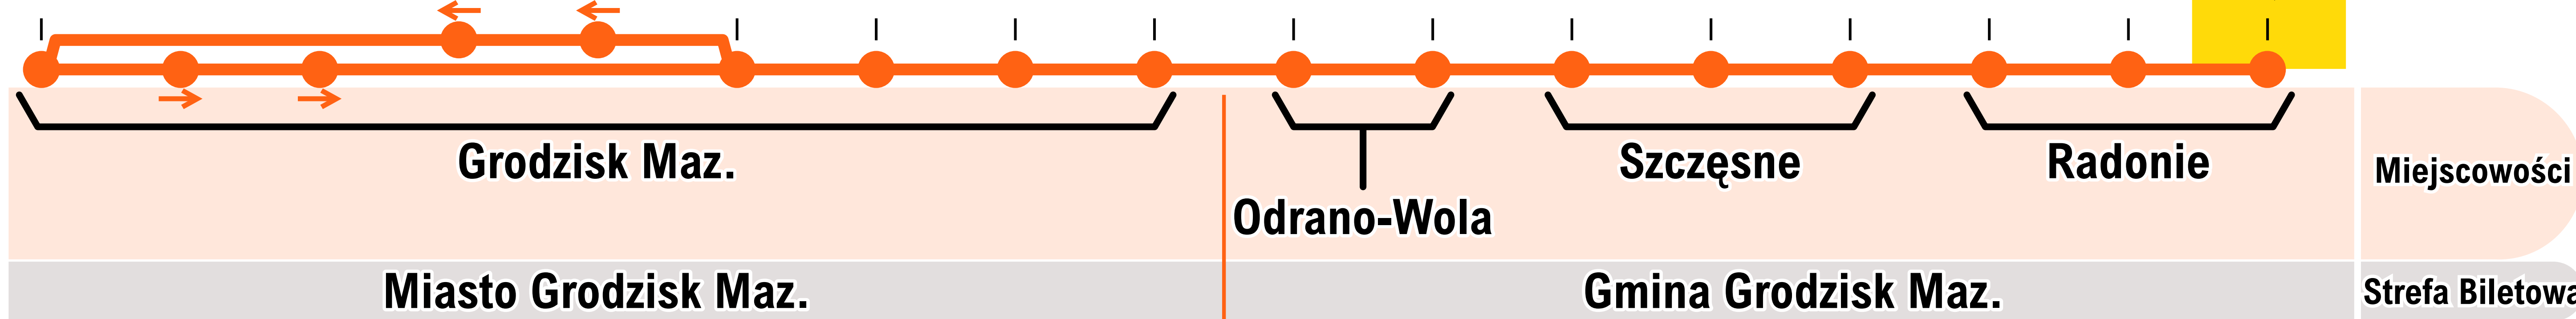 Grodzisk Maz.
Odrano-Wola
Szczęsne
Radonie
Miejscowości
Miasto Grodzisk Maz.
Gmina Grodzisk Maz.
Strefa Biletowa